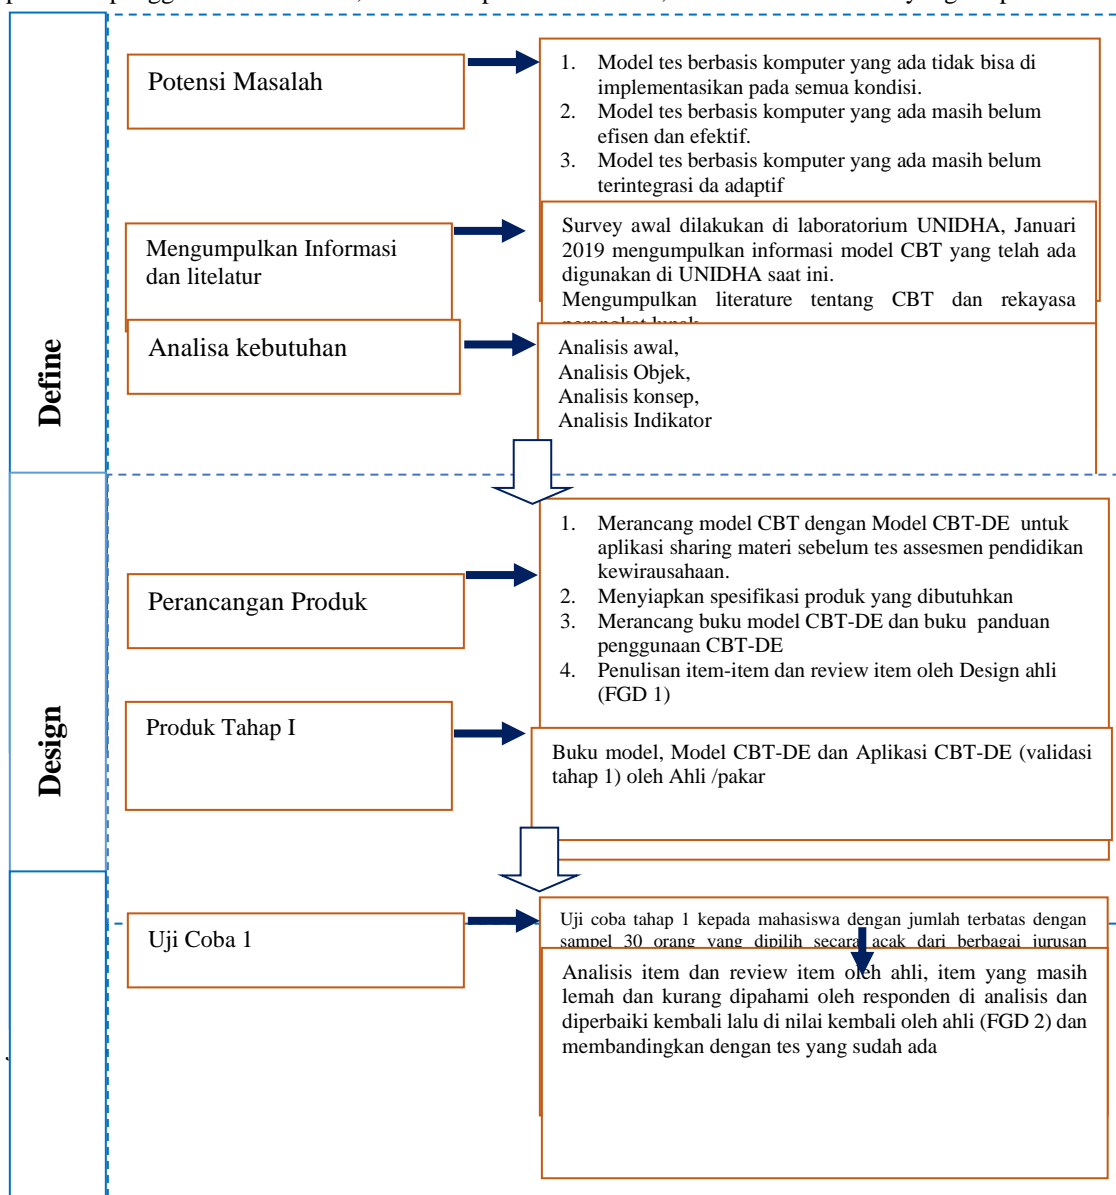 Potensi Masalah
1. Model tes berbasis komputer yang ada tidak bisa di
implementasikan pada semua kondisi.
2. Model tes berbasis komputer yang ada masih belum
efisen dan efektif.
3. Model tes berbasis komputer yang ada masih belum
terintegrasi da adaptif
Mengumpulkan Informasi
dan litelatur
Survey awal dilakukan di laboratorium UNIDHA, Januari
2019 mengumpulkan informasi model CBT yang telah ada
digunakan di UNIDHA saat ini.
Mengumpulkan literature tentang CBT dan rekayasa
Define
Analisa kebutuhan
Analisis awal,
Analisis Objek,
Analisis konsep,
Analisis Indikator
Design
Perancangan Produk
1. Merancang model CBT dengan Model CBT-DE untuk
aplikasi sharing materi sebelum tes assesmen pendidikan
kewirausahaan.
2. Menyiapkan spesifikasi produk yang dibutuhkan
3. Merancang buku model CBT-DE dan buku panduan
penggunaan CBT-DE
4. Penulisan item-item dan review item oleh Design ahli
(FGD 1)
Produk Tahap I
Buku model, Model CBT-DE dan Aplikasi CBT-DE (validasi
tahap 1) oleh Ahli /pakar
Uji Coba 1
Uji coba tahap 1 kepada mahasiswa dengan jumlah terbatas dengan
sampel 30 orang yang dipilih secara acak dari berbagai jurusan
Analisis item dan review item oleh ahli, item yang masih
lemah dan kurang dipahami oleh responden di analisis dan
diperbaiki kembali lalu di nilai kembali oleh ahli (FGD 2) dan
membandingkan dengan tes yang sudah ada